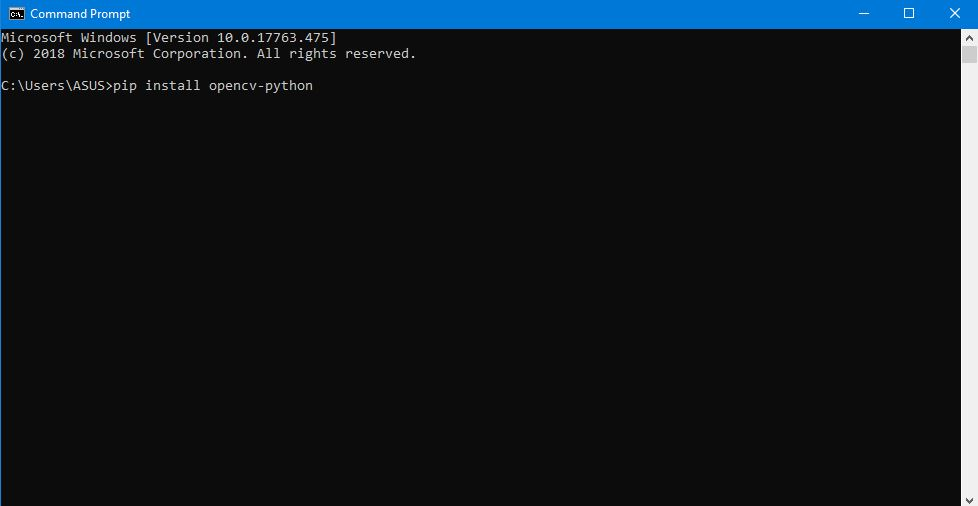 Command Prompt
Microsoft Windows [Version 10.0.17763.475]
(c) 2018 Microsoft Corporation. All rights reserved.
C:\Users\ASUS>pip install opencv-python